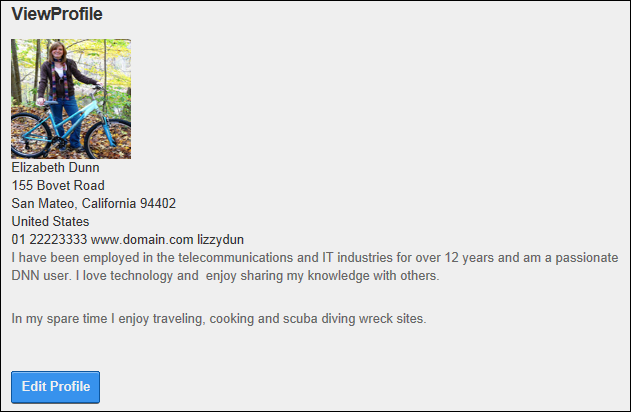 ViewProfile
Elizabeth Dunn
155 Bovet Road
San Mateo, California 94402
United States
01 22223333 www.domain.com lizzydun
I have been employed in the telecommunications and IT industries for over 12 years and am a passionate
DNN user. I love technology and  enjoy sharing my knowledge with others.
In my spare time I enjoy traveling, cooking and scuba diving wreck sites.
Edit Profile